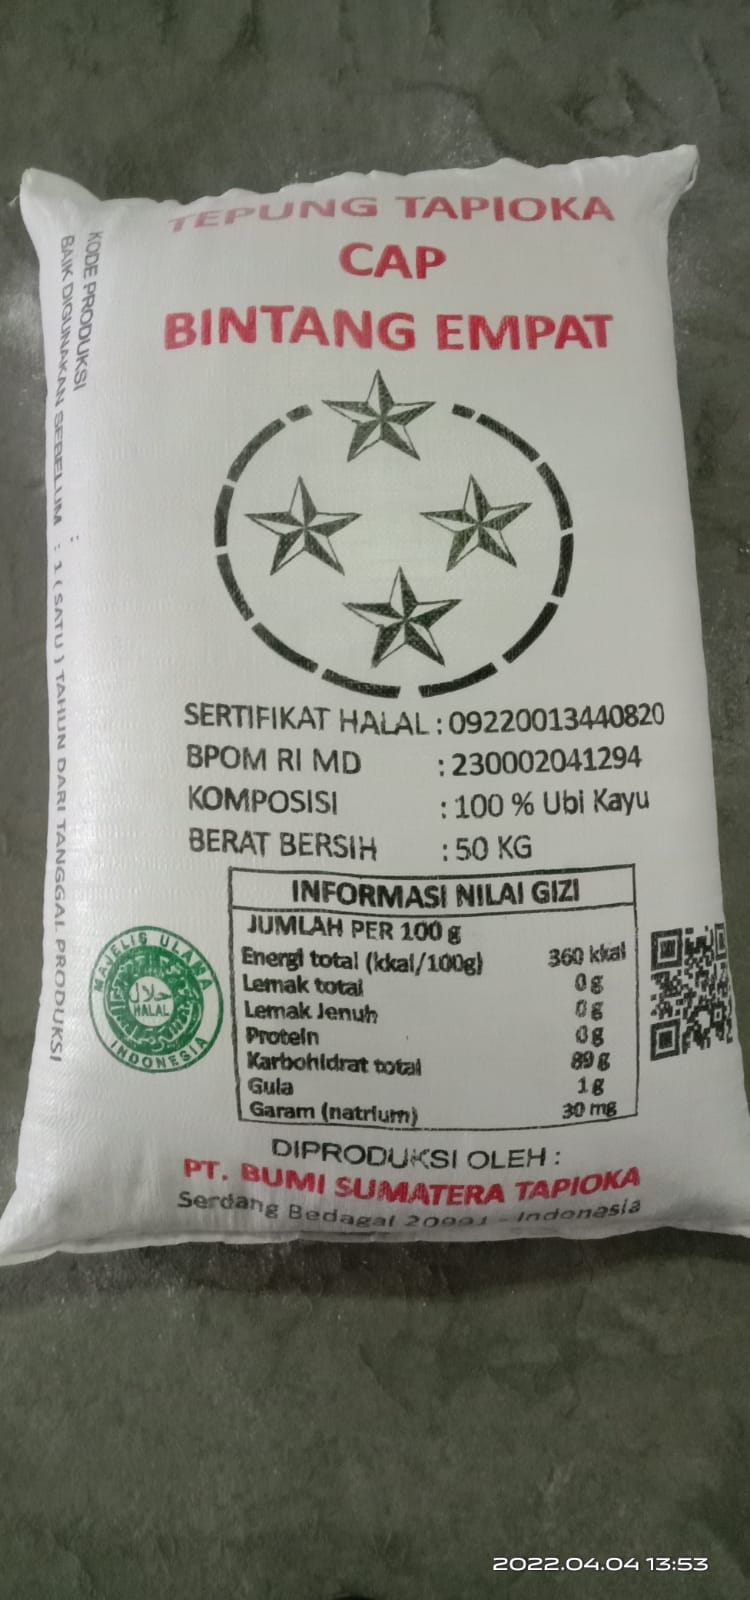 TEPUNG TAPIOKA
CAP
BINTANG EMPAT
KODE PRODUKSI :
BAIK DIGUNAKAN SEBELUM : 1 ( SATU ) TAHUN DARI TANGGAL PRODUKSI
SERTIFIKAT HALAL : 09220013440820
BPOM RI MD : 230002041294
KOMPOSISI : 100 % Ubi Kayu
BERAT BERSIH : 50 KG
INFORMASI NILAI GIZI
JUMLAH PER 100 g
Energi total (kkal/100g) 360 kkal
Lemak total 0 g
Lemak Jenuh 0 g
Protein 0 g
Karbohidrat total 89 g
Gula 1 g
Garam (natrium) 30 mg
MAJELIS ULAMA
حلال
HALAL
INDONESIA
DIPRODUKSI OLEH :
PT. BUMI SUMATERA TAPIOKA
Serdang Bedagai - Indonesia
2022.04.04 13:53